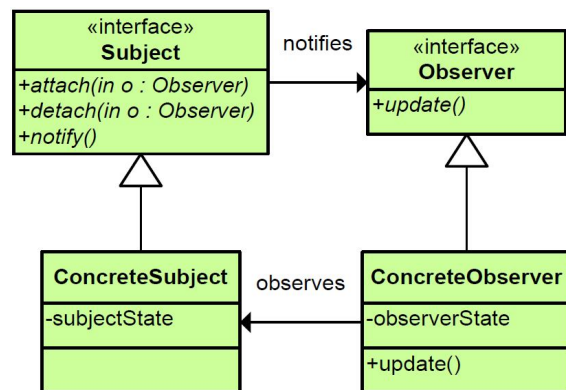 «interface»
Subject
+attach(in o : Observer)
+detach(in o : Observer)
+notify()
notifies
«interface»
Observer
+update()
ConcreteSubject
-subjectState
observes
ConcreteObserver
-observerState
+update()